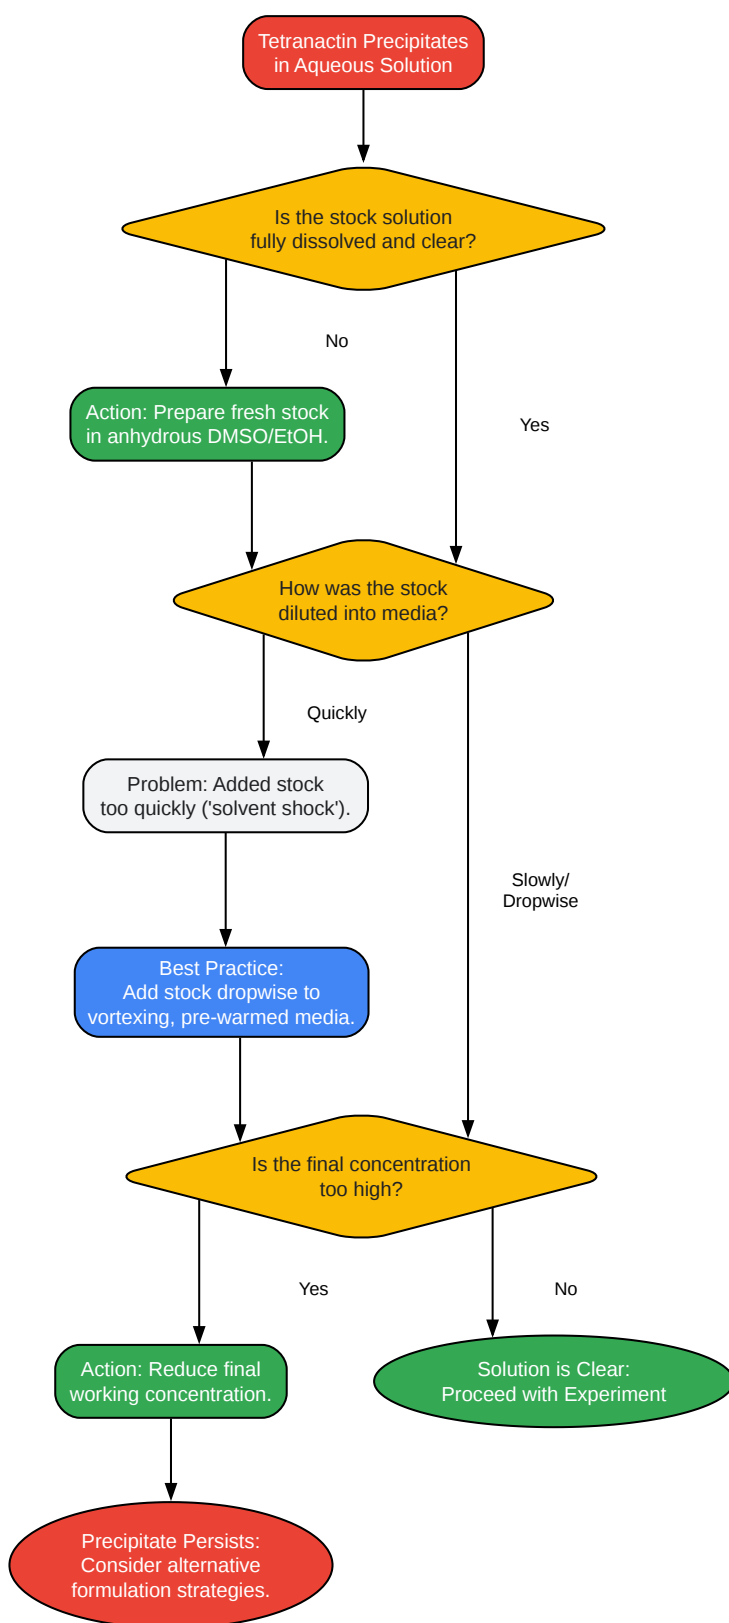 Tetranactin Precipitates
in Aqueous Solution
Is the stock solution
fully dissolved and clear?
No
Action: Prepare fresh stock
in anhydrous DMSO/EtOH.
Yes
How was the stock
diluted into media?
Quickly
Problem: Added stock
too quickly ('solvent shock').
Slowly/
Dropwise
Best Practice:
Add stock dropwise to
vortexing, pre-warmed media.
Is the final concentration
too high?
Yes
No
Action: Reduce final
working concentration.
Solution is Clear:
Proceed with Experiment
Precipitate Persists:
Consider alternative
formulation strategies.